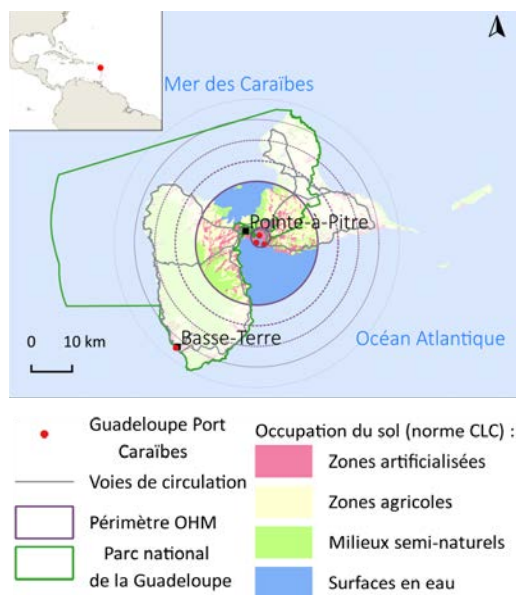 Mer des Caraïbes
Pointe-à-Pitre
Basse-Terre
Océan Atlantique
0 10 km
Guadeloupe Port
Caraïbes
Voies de circulation
Périmètre OHM
Parc national
de la Guadeloupe
Occupation du sol (norme CLC) :
Zones artificialisées
Zones agricoles
Milieux semi-naturels
Surfaces en eau